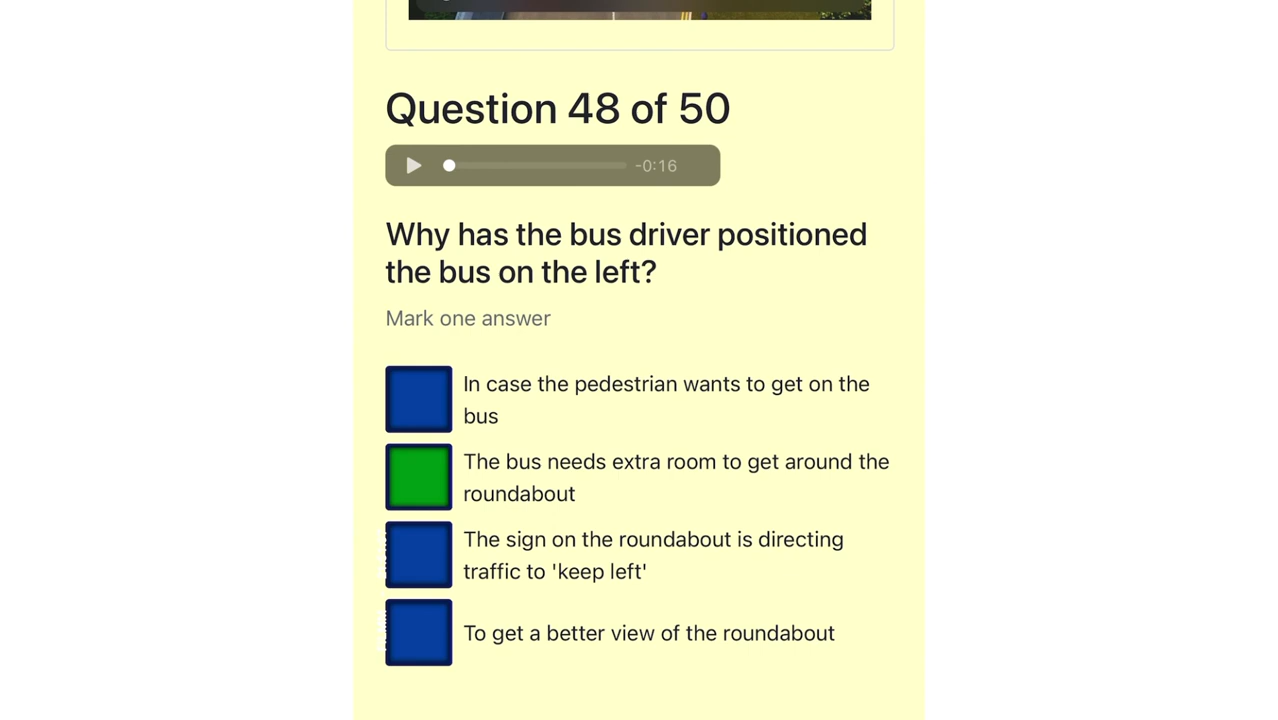 Question 48 of 50
-0:16
Why has the bus driver positioned
the bus on the left?
Mark one answer
In case the pedestrian wants to get on the
bus
The bus needs extra room to get around the
roundabout
The sign on the roundabout is directing
traffic to 'keep left'
To get a better view of the roundabout